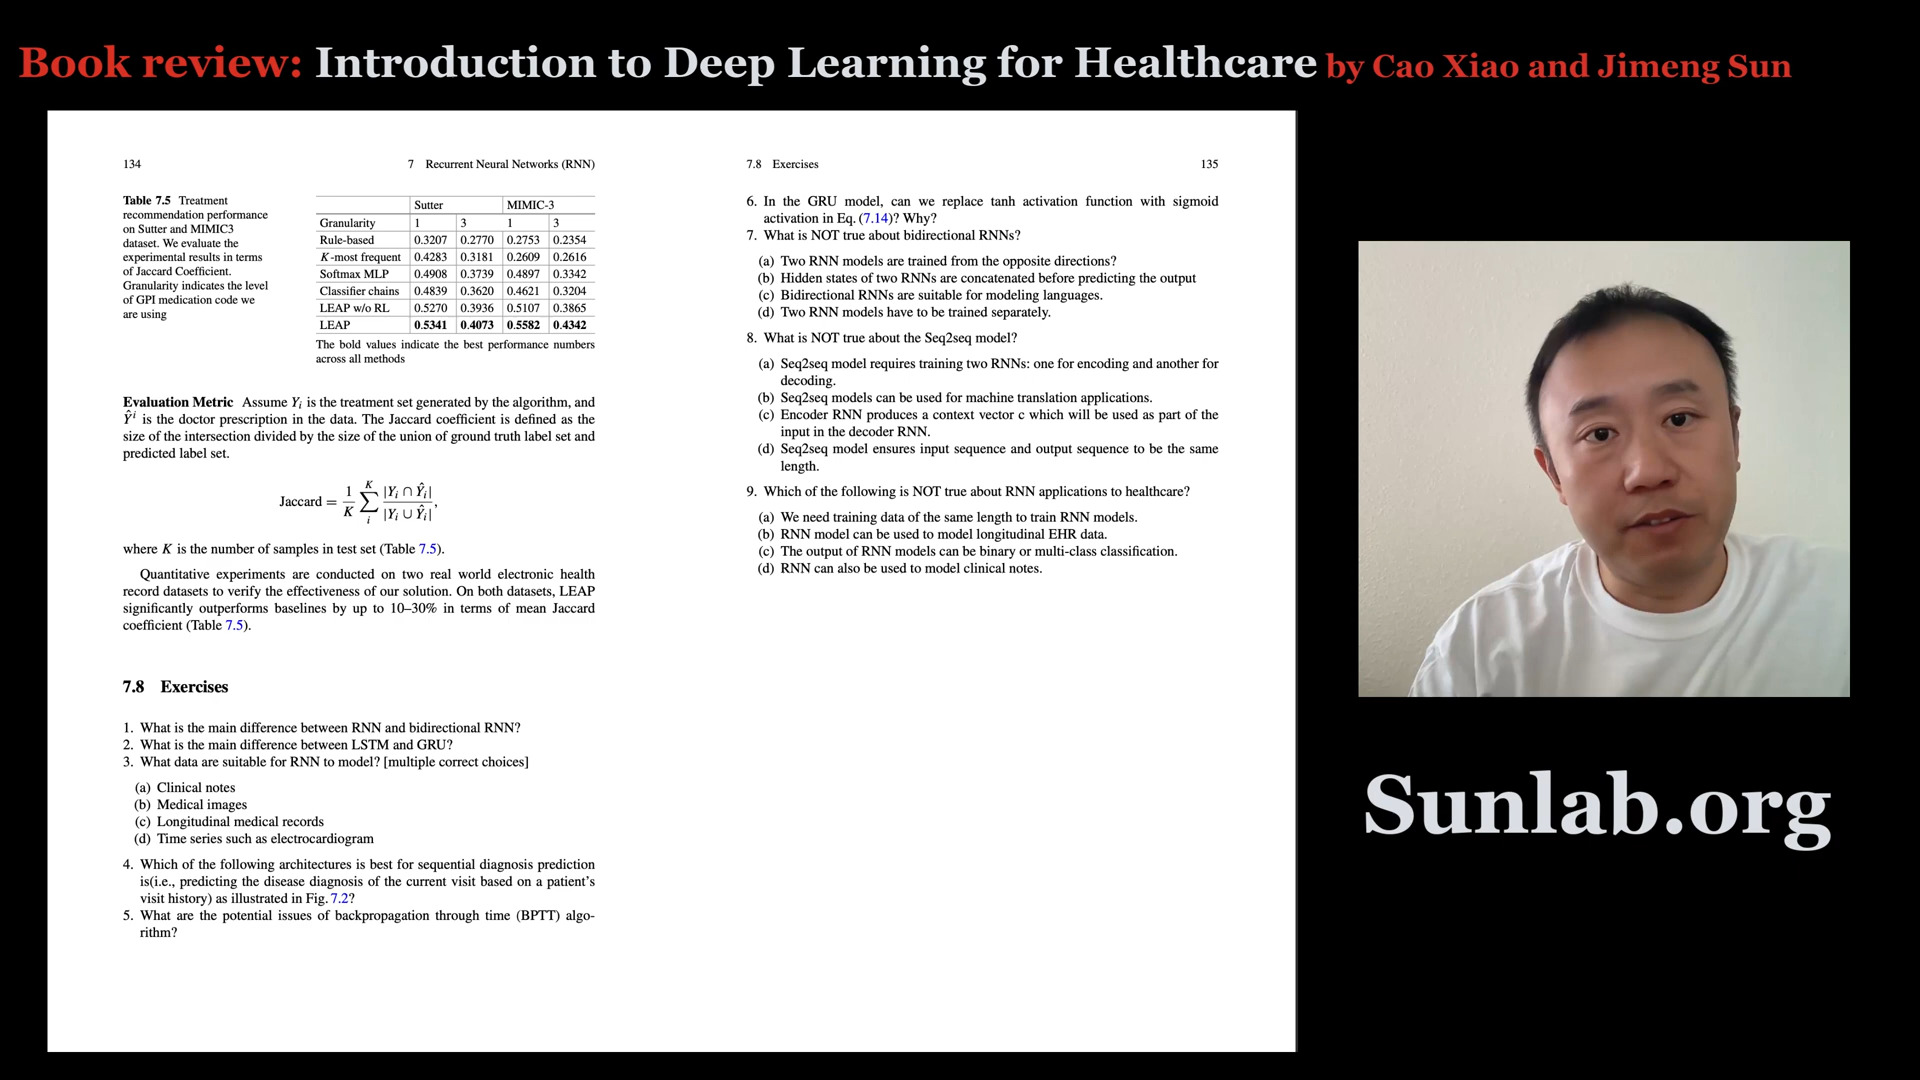 Book review: Introduction to Deep Learning for Healthcare by Cao Xiao and Jimeng Sun
134
7 Recurrent Neural Networks (RNN)
Table 7.5 Treatment
recommendation performance
on Sutter and MIMIC3
dataset. We evaluate the
experimental results in terms
of Jaccard Coefficient.
Granularity indicates the level
of GPI medication code we
are using
Sutter MIMIC-3
Granularity 1 3 1 3
Rule-based 0.3207 0.2770 0.2753 0.2354
K-most frequent 0.4283 0.3181 0.2609 0.2616
Softmax MLP 0.4908 0.3739 0.4897 0.3342
Classifier chains 0.4839 0.3620 0.4621 0.3204
LEAP w/o RL 0.5270 0.3936 0.5107 0.3865
LEAP 0.5341 0.4073 0.5582 0.4342
The bold values indicate the best performance numbers
across all methods
Evaluation Metric Assume Yᵢ is the treatment set generated by the algorithm, and
Ŷⁱ is the doctor prescription in the data. The Jaccard coefficient is defined as the
size of the intersection divided by the size of the union of ground truth label set and
predicted label set.
Jaccard = 1/K ∑ᵢᴷ |Yᵢ ∩ Ŷᵢ| / |Yᵢ ∪ Ŷᵢ|,
where K is the number of samples in test set (Table 7.5).
Quantitative experiments are conducted on two real world electronic health
record datasets to verify the effectiveness of our solution. On both datasets, LEAP
significantly outperforms baselines by up to 10–30% in terms of mean Jaccard
coefficient (Table 7.5).
7.8 Exercises
1. What is the main difference between RNN and bidirectional RNN?
2. What is the main difference between LSTM and GRU?
3. What data are suitable for RNN to model? [multiple correct choices]
(a) Clinical notes
(b) Medical images
(c) Longitudinal medical records
(d) Time series such as electrocardiogram
4. Which of the following architectures is best for sequential diagnosis prediction
is(i.e., predicting the disease diagnosis of the current visit based on a patient's
visit history) as illustrated in Fig. 7.2?
5. What are the potential issues of backpropagation through time (BPTT) algo-
rithm?
7.8 Exercises
135
6. In the GRU model, can we replace tanh activation function with sigmoid
activation in Eq. (7.14)? Why?
7. What is NOT true about bidirectional RNNs?
(a) Two RNN models are trained from the opposite directions?
(b) Hidden states of two RNNs are concatenated before predicting the output
(c) Bidirectional RNNs are suitable for modeling languages.
(d) Two RNN models have to be trained separately.
8. What is NOT true about the Seq2seq model?
(a) Seq2seq model requires training two RNNs: one for encoding and another for
decoding.
(b) Seq2seq models can be used for machine translation applications.
(c) Encoder RNN produces a context vector c which will be used as part of the
input in the decoder RNN.
(d) Seq2seq model ensures input sequence and output sequence to be the same
length.
9. Which of the following is NOT true about RNN applications to healthcare?
(a) We need training data of the same length to train RNN models.
(b) RNN model can be used to model longitudinal EHR data.
(c) The output of RNN models can be binary or multi-class classification.
(d) RNN can also be used to model clinical notes.
Sunlab.org